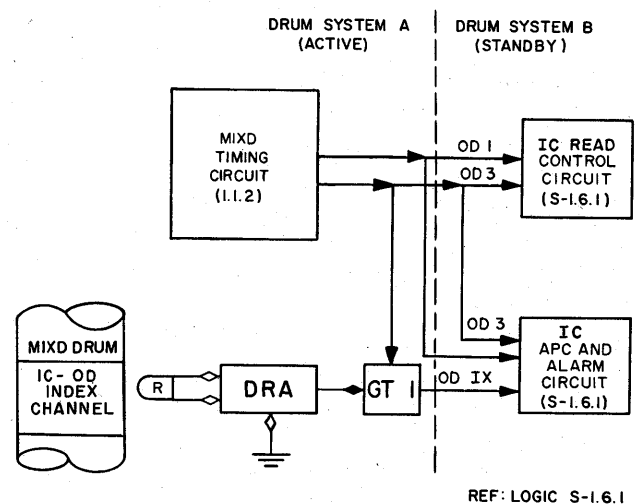 DRUM SYSTEM A
(ACTIVE)
DRUM SYSTEM B
(STANDBY)
MIXD
TIMING
CIRCUIT
(1.1.2)
OD 1
OD 3
IC READ
CONTROL
CIRCUIT
(S-1.6.1)
MIXD DRUM
IC-OD
INDEX
CHANNEL
R
DRA
GT 1
OD 3
OD IX
IC
APC AND
ALARM
CIRCUIT
(S-1.6.1)
REF: LOGIC S-1.6.1